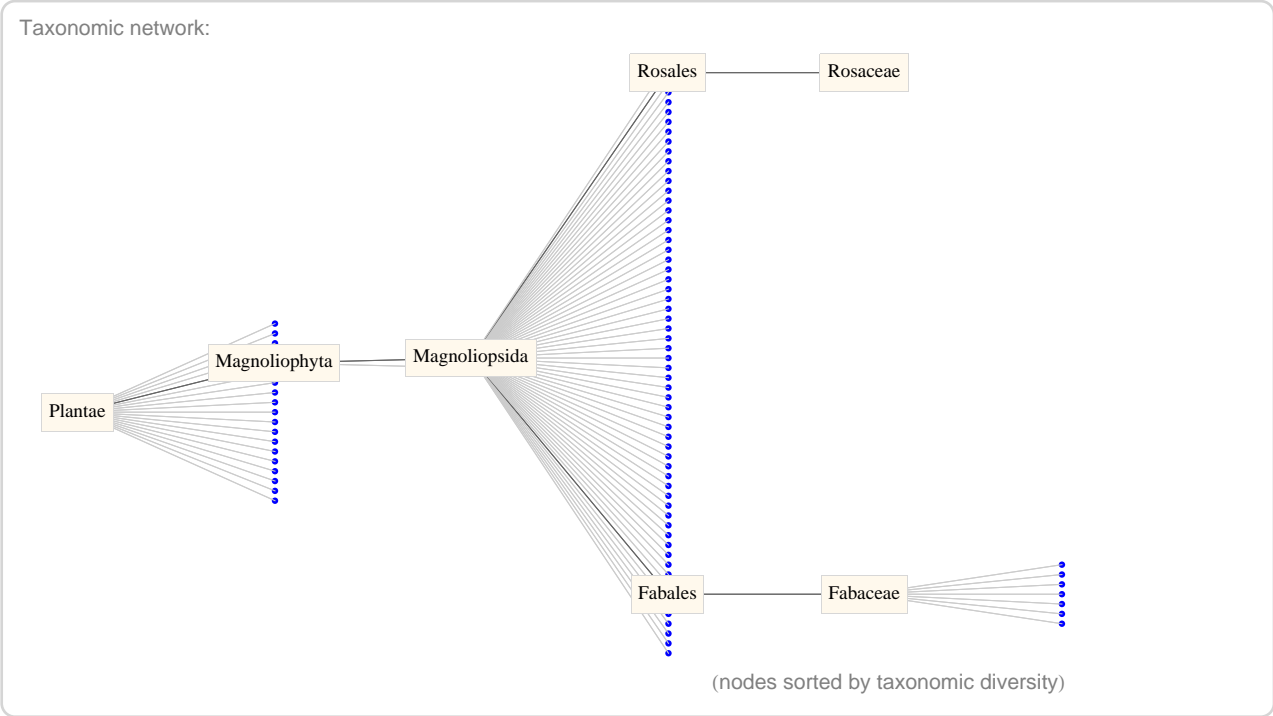 Taxonomic network:
Rosales
Rosaceae
Magnoliophyta
Magnoliopsida
Plantae
Fabales
Fabaceae
(nodes sorted by taxonomic diversity)